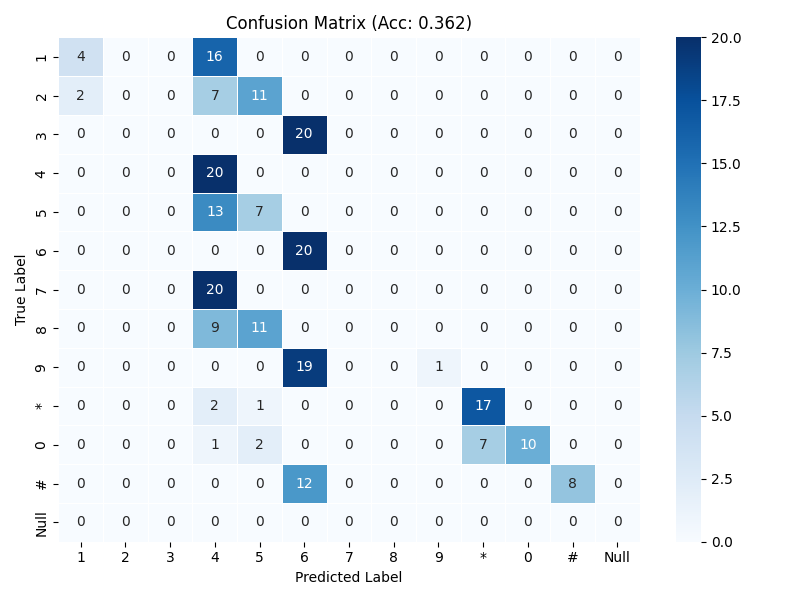 Confusion Matrix (Acc: 0.362)
1 4 0 0 16 0 0 0 0 0 0 0 0 0
2 2 0 0 7 11 0 0 0 0 0 0 0 0
3 0 0 0 0 0 20 0 0 0 0 0 0 0
4 0 0 0 20 0 0 0 0 0 0 0 0 0
5 0 0 0 13 7 0 0 0 0 0 0 0 0
6 0 0 0 0 0 20 0 0 0 0 0 0 0
7 0 0 0 20 0 0 0 0 0 0 0 0 0
8 0 0 0 9 11 0 0 0 0 0 0 0 0
9 0 0 0 0 0 19 0 0 1 0 0 0 0
* 0 0 0 2 1 0 0 0 0 17 0 0 0
0 0 0 0 1 2 0 0 0 0 7 10 0 0
# 0 0 0 0 0 12 0 0 0 0 0 8 0
Null 0 0 0 0 0 0 0 0 0 0 0 0 0
1 2 3 4 5 6 7 8 9 * 0 # Null
Predicted Label
True Label
20.0
17.5
15.0
12.5
10.0
7.5
5.0
2.5
0.0